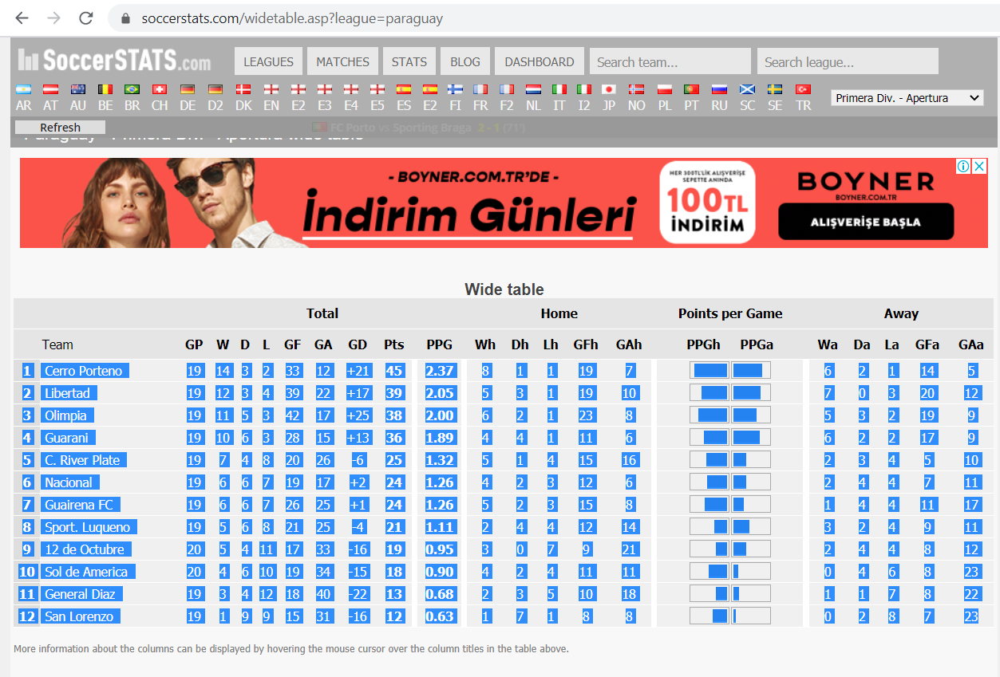 soccerstats.com/widetable.asp?league=paraguay
SoccerSTATS.com LEAGUES MATCHES STATS BLOG DASHBOARD Search team... Search league...
AR AT AU BE BR CH DE D2 DK EN E2 E3 E4 E5 ES E2 FI FR F2 NL IT I2 JP NO PL PT RU SC SE TR Primera Div. - Apertura
Refresh FC Porto vs Sporting Braga 2 - 1 (71')
Paraguay - Primera Div. - Apertura wide table
- BOYNER.COM.TR'DE -
İndirim Günleri
HER 300TL'LİK ALIŞVERİŞE
SEPETTE ANINDA
100TL
İNDİRİM
BOYNER
BOYNER.COM.TR
ALIŞVERİŞE BAŞLA
Wide table
Total Home Points per Game Away
Team GP W D L GF GA GD Pts PPG Wh Dh Lh GFh GAh PPGh PPGa Wa Da La GFa GAa
1 Cerro Porteno 19 14 3 2 33 12 +21 45 2.37 8 1 1 19 7 6 2 1 14 5
2 Libertad 19 12 3 4 39 22 +17 39 2.05 5 3 1 19 10 7 0 3 20 12
3 Olimpia 19 11 5 3 42 17 +25 38 2.00 6 2 1 23 8 5 3 2 19 9
4 Guarani 19 10 6 3 28 15 +13 36 1.89 4 4 1 11 6 6 2 2 17 9
5 C. River Plate 19 7 4 8 20 26 -6 25 1.32 5 1 4 15 16 2 3 4 5 10
6 Nacional 19 6 6 7 19 17 +2 24 1.26 4 2 3 12 6 2 4 4 7 11
7 Guairena FC 19 6 6 7 26 25 +1 24 1.26 5 2 3 15 8 1 4 4 11 17
8 Sport. Luqueno 19 5 6 8 21 25 -4 21 1.11 2 4 4 12 14 3 2 4 9 11
9 12 de Octubre 20 5 4 11 17 33 -16 19 0.95 3 0 7 9 21 2 4 4 8 12
10 Sol de America 20 4 6 10 19 34 -15 18 0.90 4 2 4 11 11 0 4 6 8 23
11 General Diaz 19 3 4 12 18 40 -22 13 0.68 2 3 5 10 18 1 1 7 8 22
12 San Lorenzo 19 1 9 9 15 31 -16 12 0.63 1 7 1 8 8 0 2 8 7 23
More information about the columns can be displayed by hovering the mouse cursor over the column titles in the table above.